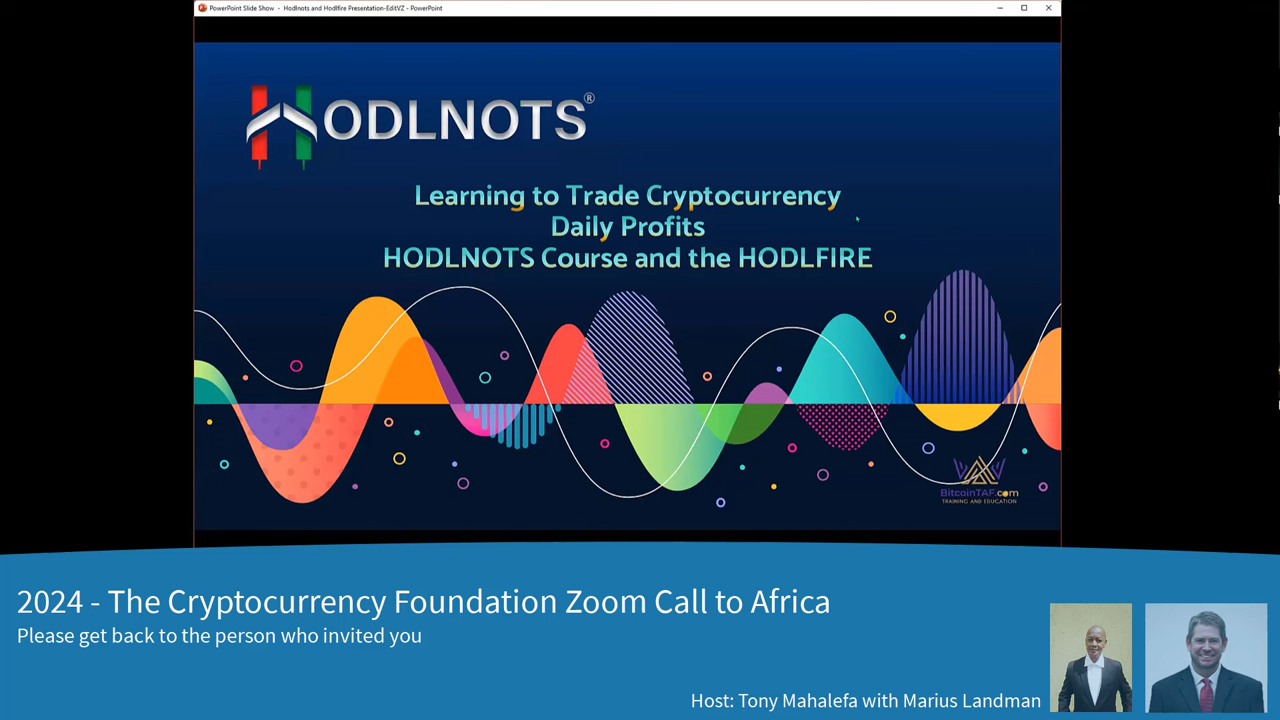 PowerPoint Slide Show - Hodlnots and Hodlfire Presentation-EditVZ - PowerPoint
HODLNOTS®
Learning to Trade Cryptocurrency
Daily Profits
HODLNOTS Course and the HODLFIRE
BitcoinTAF.com
TRAINING AND EDUCATION
2024 - The Cryptocurrency Foundation Zoom Call to Africa
Please get back to the person who invited you
Host: Tony Mahalefa with Marius Landman